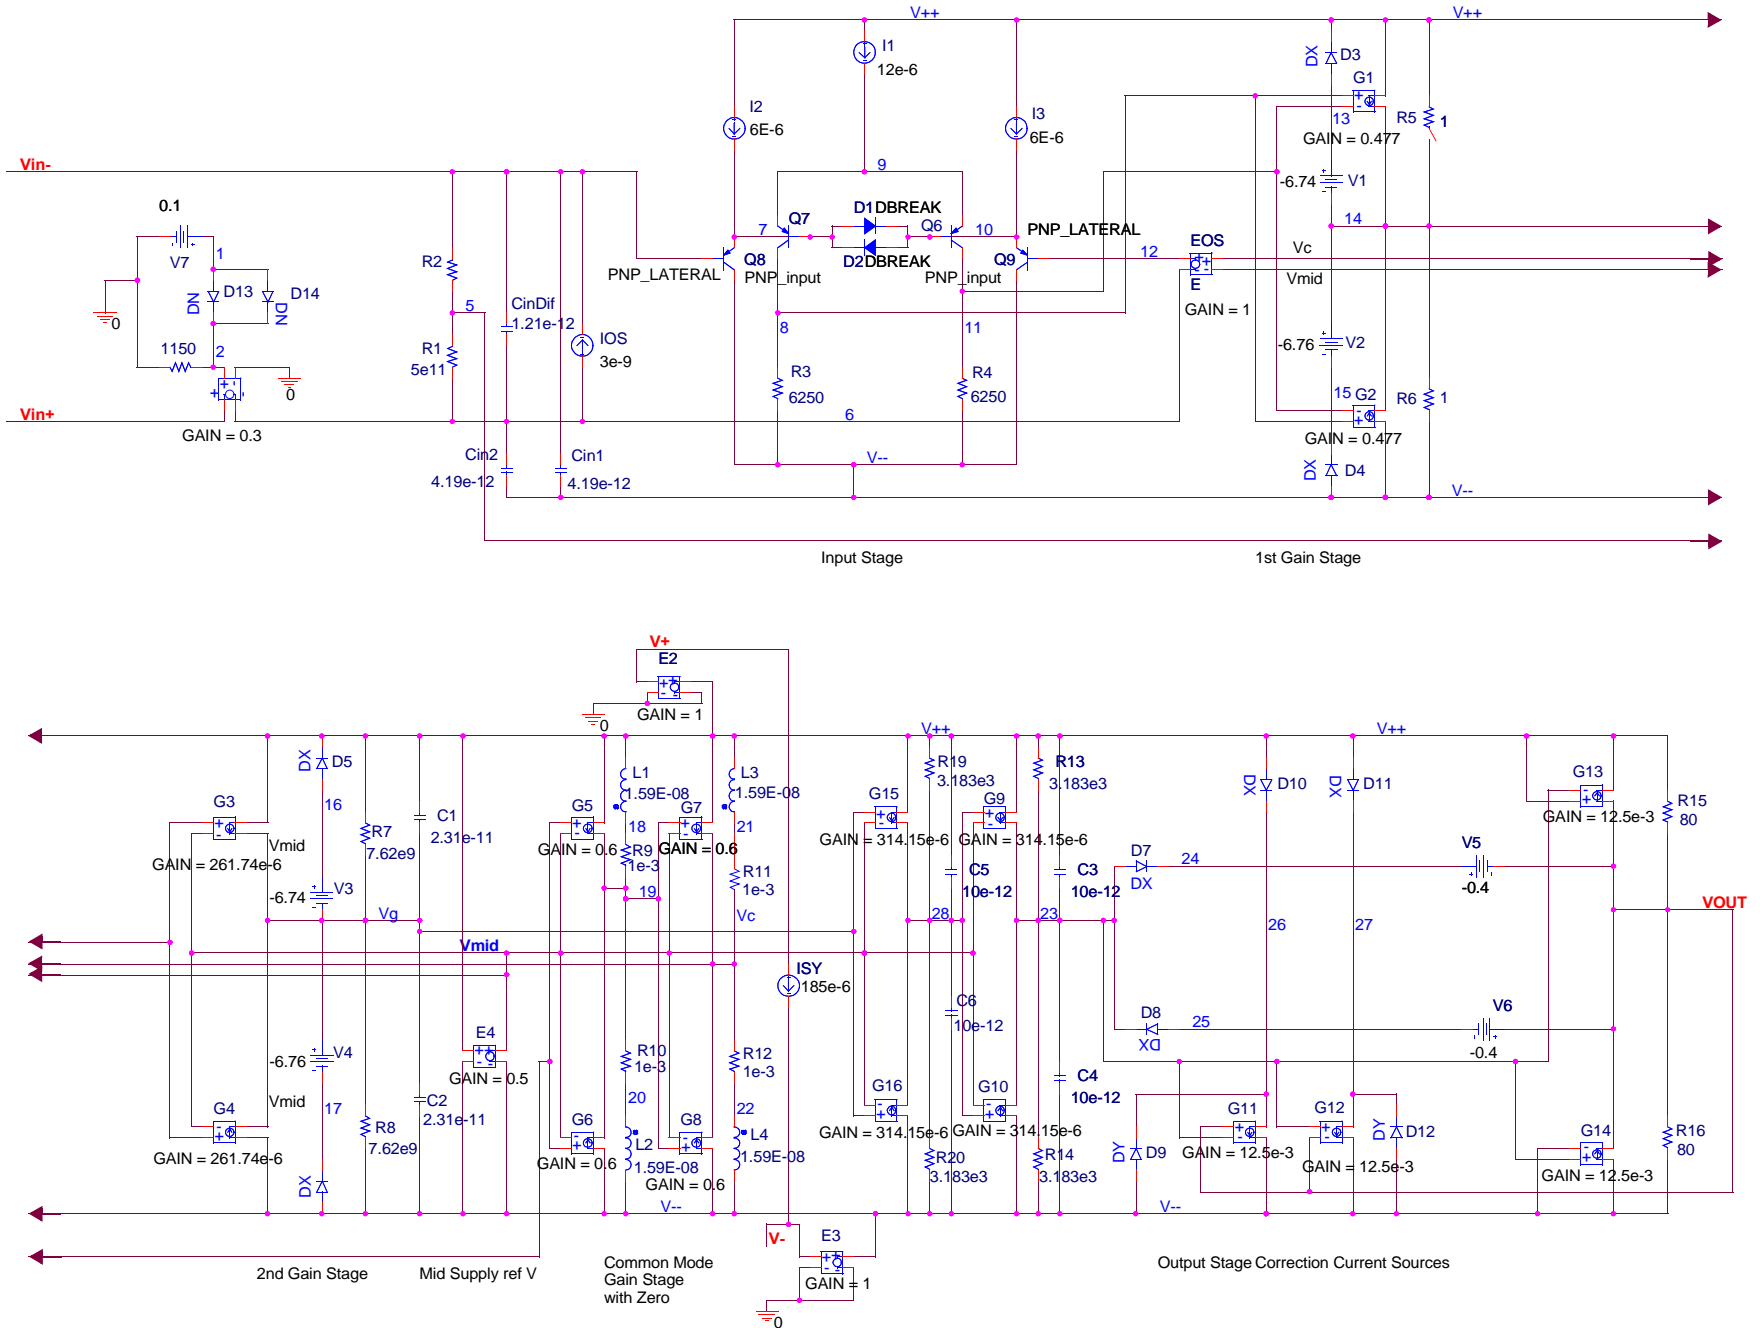 V++
V++
I1
12e-6
DX
D3
G1
I2
6E-6
I3
6E-6
13
R5
1
GAIN = 0.477
Vin-
9
-6.74
V1
0.1
D1 DBREAK
Q7
Q6
7
10
PNP_LATERAL
14
V7
1
Q8
D2 DBREAK
Q9
12
EOS
Vc
R2
PNP_LATERAL
PNP_input
PNP_input
E
Vmid
D13
D14
DN
DN
5
CinDif
1.21e-12
GAIN = 1
0
8
11
1150
2
R1
5e11
IOS
3e-9
-6.76
V2
R3
6250
R4
6250
0
15
G2
R6
1
Vin+
6
GAIN = 0.3
GAIN = 0.477
Cin2
4.19e-12
Cin1
4.19e-12
V--
DX
D4
V--
Input Stage
1st Gain Stage
V+
E2
GAIN = 1
0
V++
V++
DX
D5
L1
1.59E-08
L3
1.59E-08
R19
3.183e3
R13
3.183e3
DX
D10
DX
D11
G13
GAIN = 12.5e-3
R15
80
16
G3
G5
G7
G15
G9
C1
2.31e-11
18
21
R7
7.62e9
Vmid
GAIN = 261.74e-6
GAIN = 0.6
GAIN = 0.6
R9
1e-3
R11
1e-3
GAIN = 314.15e-6
GAIN = 314.15e-6
D7
DX
24
V5
-0.4
C5
10e-12
C3
10e-12
-6.74
V3
19
Vg
Vc
28
23
VOUT
26
27
Vmid
ISY
185e-6
C6
10e-12
D8
DX
25
V6
-0.4
E4
GAIN = 0.5
-6.76
V4
R10
1e-3
R12
1e-3
C4
10e-12
Vmid
17
C2
2.31e-11
20
22
G16
G10
G4
R8
7.62e9
G6
G8
GAIN = 314.15e-6
GAIN = 314.15e-6
G11
G12
G14
GAIN = 261.74e-6
GAIN = 0.6
L2
1.59E-08
L4
1.59E-08
GAIN = 0.6
R20
3.183e3
R14
3.183e3
DY
D9
GAIN = 12.5e-3
DY
D12
GAIN = 12.5e-3
GAIN = 12.5e-3
R16
80
DX
V--
V--
V-
E3
GAIN = 1
0
2nd Gain Stage
Mid Supply ref V
Common Mode
Gain Stage
with Zero
Output Stage Correction Current Sources